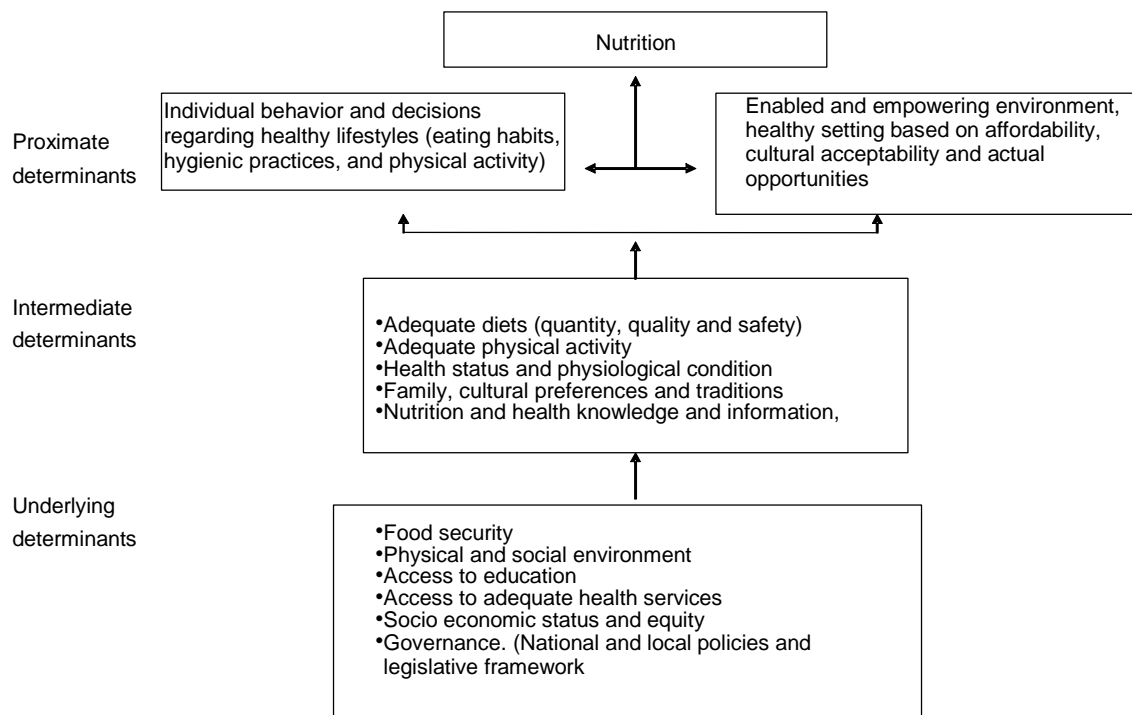 Nutrition
Proximate
determinants
Individual behavior and decisions
regarding healthy lifestyles (eating habits,
hygienic practices, and physical activity)
Enabled and empowering environment,
healthy setting based on affordability,
cultural acceptability and actual
opportunities
Intermediate
determinants
•Adequate diets (quantity, quality and safety)
•Adequate physical activity
•Health status and physiological condition
•Family, cultural preferences and traditions
•Nutrition and health knowledge and information,
Underlying
determinants
•Food security
•Physical and social environment
•Access to education
•Access to adequate health services
•Socio economic status and equity
•Governance. (National and local policies and
legislative framework